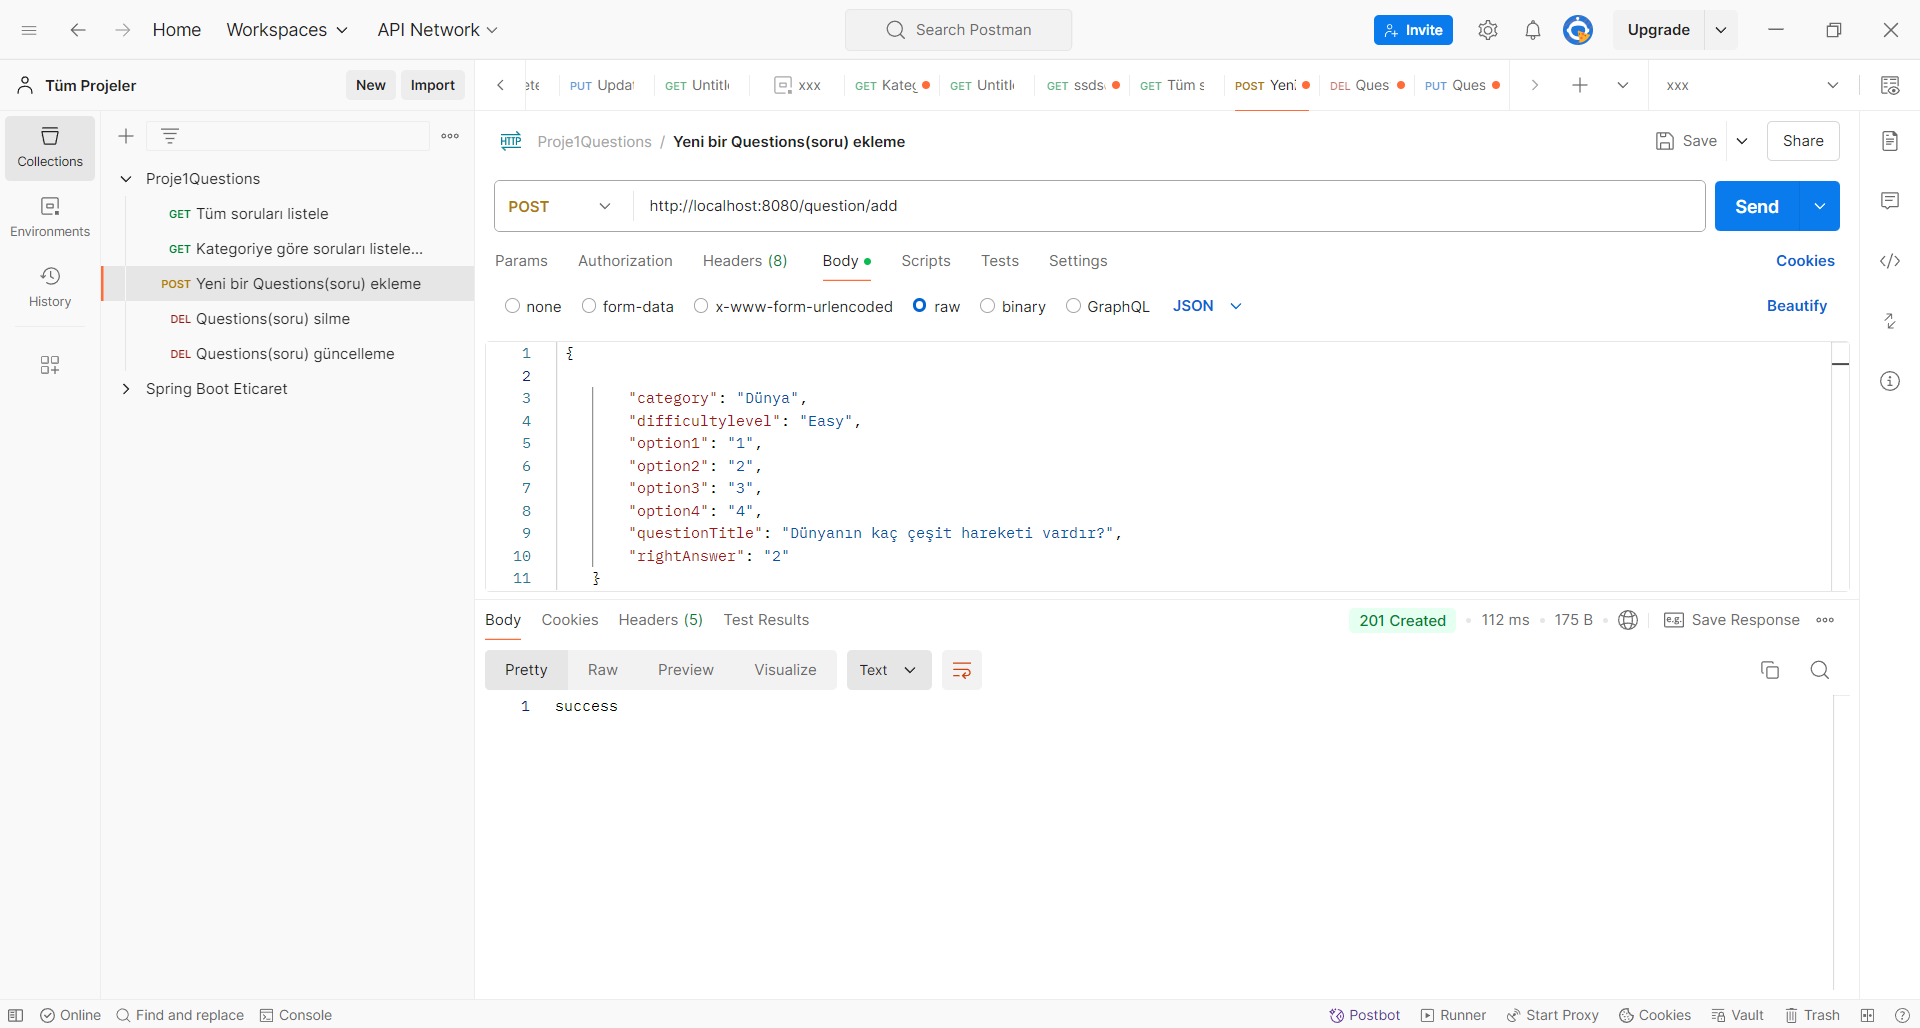 Home Workspaces API Network Search Postman Invite Upgrade
Tüm Projeler New Import ete PUT Updat GET Untitle xxx GET Kateg GET Untitl GET ssds GET Tüm s POST Yeni DEL Ques PUT Ques xxx
Collections
Environments
History
Proje1Questions
GET Tüm soruları listele
GET Kategoriye göre soruları listele...
POST Yeni bir Questions(soru) ekleme
DEL Questions(soru) silme
DEL Questions(soru) güncelleme
Spring Boot Eticaret
HTTP Proje1Questions / Yeni bir Questions(soru) ekleme Save Share
POST http://localhost:8080/question/add Send
Params Authorization Headers (8) Body Scripts Tests Settings Cookies
none form-data x-www-form-urlencoded raw binary GraphQL JSON Beautify
1 {
2
3 "category": "Dünya",
4 "difficultylevel": "Easy",
5 "option1": "1",
6 "option2": "2",
7 "option3": "3",
8 "option4": "4",
9 "questionTitle": "Dünyanın kaç çeşit hareketi vardır?",
10 "rightAnswer": "2"
11 }
Body Cookies Headers (5) Test Results 201 Created 112 ms 175 B e.g. Save Response
Pretty Raw Preview Visualize Text
1 success
Online Find and replace Console Postbot Runner Start Proxy Cookies Vault Trash